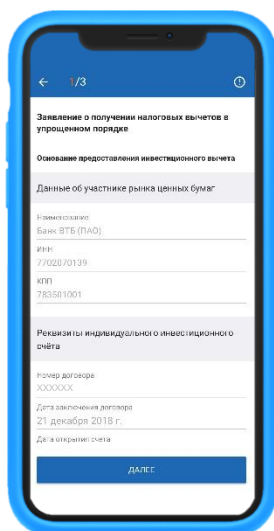 1/3
Заявление о получении налоговых вычетов в
упрощенном порядке
Основание предоставления инвестиционного вычета
Данные об участнике рынка ценных бумаг
Наименование
Банк ВТБ (ПАО)
ИНН
7702070139
КПП
783501001
Реквизиты индивидуального инвестиционного
счёта
Номер договора
XXXXXX
Дата заключения договора
21 декабря 2018 г.
Дата открытия счета
ДАЛЕЕ